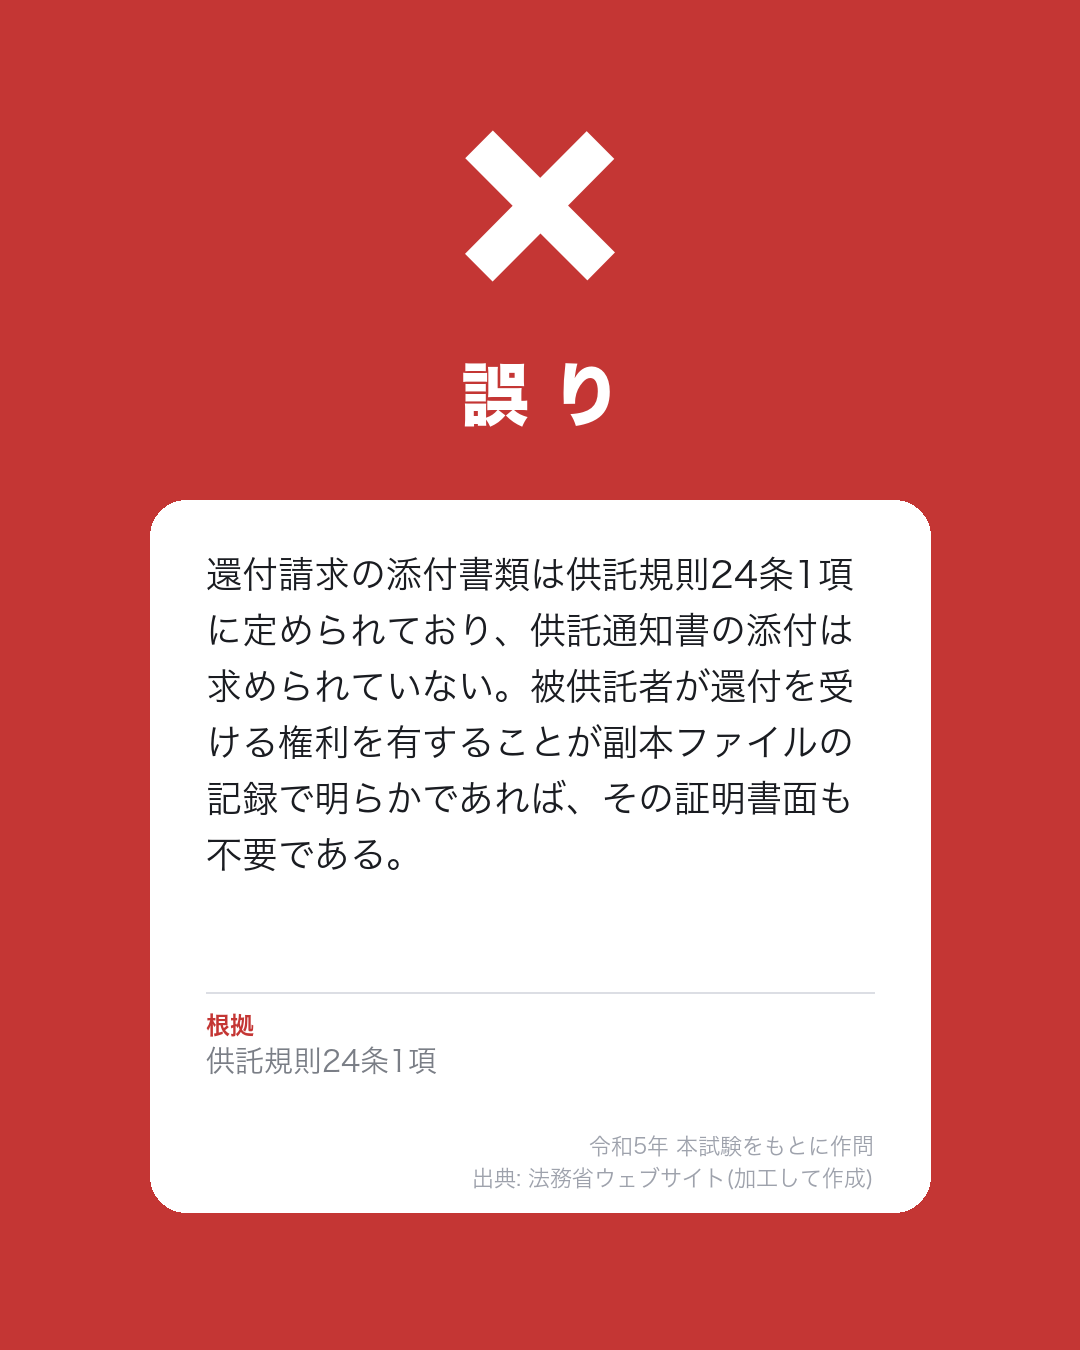 誤り
還付請求の添付書類は供託規則24条1項
に定められており、供託通知書の添付は
求められていない。被供託者が還付を受
ける権利を有することが副本ファイルの
記録で明らかであれば、その証明書面も
不要である。
根拠
供託規則24条1項
令和5年 本試験をもとに作問
出典: 法務省ウェブサイト(加工して作成)